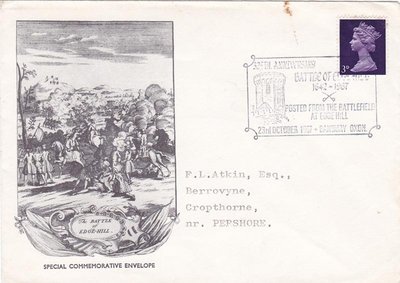 325TH ANNIVERSARY
BATTLE OF EDGE HILL
1642 - 1967
POSTED FROM THE BATTLEFIELD
AT EDGE HILL
23RD OCTOBER 1967 - BANBURY OXON.
3D
The BATTLE
of
EDGE-HILL.
SPECIAL COMMEMORATIVE ENVELOPE
F.L.Atkin, Esq.,
Berrovyne,
Cropthorne,
nr. PEPSHORE.